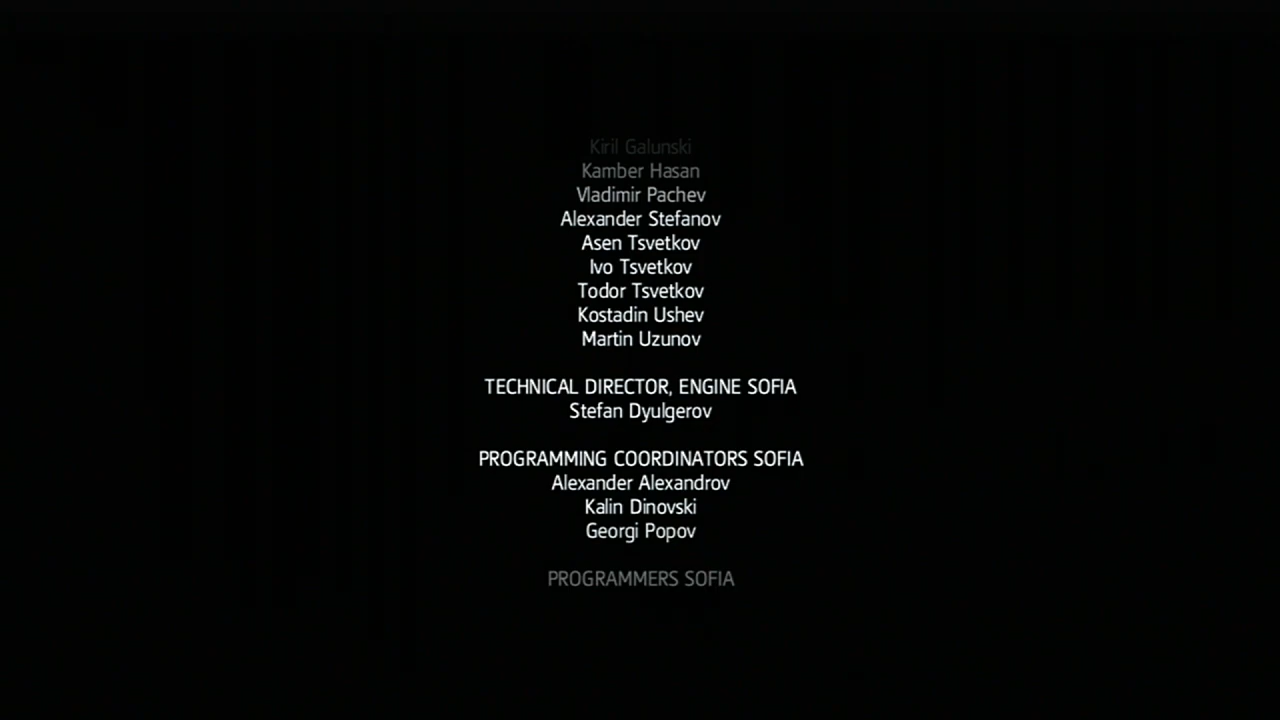 Kiril Galunski
Kamber Hasan
Vladimir Pachev
Alexander Stefanov
Asen Tsvetkov
Ivo Tsvetkov
Todor Tsvetkov
Kostadin Ushev
Martin Uzunov
TECHNICAL DIRECTOR, ENGINE SOFIA
Stefan Dyulgerov
PROGRAMMING COORDINATORS SOFIA
Alexander Alexandrov
Kalin Dinovski
Georgi Popov
PROGRAMMERS SOFIA